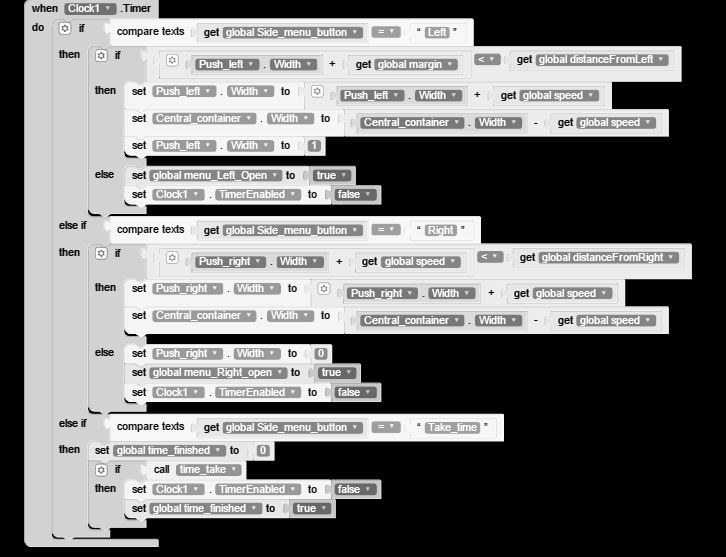 when Clock1 .Timer
do if compare texts get global Side_menu_button = “ Left ”
then if Push_left . Width + get global margin < get global distanceFromLeft
then set Push_left . Width to Push_left . Width + get global speed
set Central_container . Width to Central_container . Width - get global speed
set Push_left . Width to 1
else set global menu_Left_Open to true
set Clock1 . TimerEnabled to false
else if compare texts get global Side_menu_button = “ Right ”
then if Push_right . Width + get global speed < get global distanceFromRight
then set Push_right . Width to Push_right . Width + get global speed
set Central_container . Width to Central_container . Width - get global speed
else set Push_right . Width to 0
set global menu_Right_open to true
set Clock1 . TimerEnabled to false
else if compare texts get global Side_menu_button = “ Take_time ”
then set global time_finished to 0
if call time_take
then set Clock1 . TimerEnabled to false
set global time_finished to true